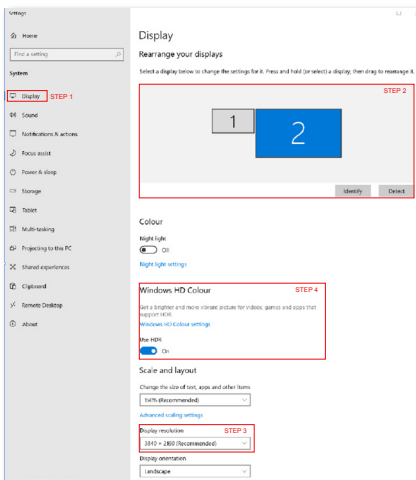 Settings
Home
Find a setting
System
Display STEP 1
Sound
Notifications & actions
Focus assist
Power & sleep
Storage
Tablet
Multi-tasking
Projecting to this PC
Shared experiences
Clipboard
Remote Desktop
About
Display
Rearrange your displays
Select a display below to change the settings for it. Press and hold (or select) a display, then drag to rearrange it.
STEP 2
1 2
Identify Detect
Colour
Night light
Off
Night light settings
Windows HD Colour STEP 4
Get a brighter and more vibrant picture for videos, games and apps that
support HDR
Windows HD Colour settings
Use HDR
On
Scale and layout
Change the size of text, apps and other items
150% (Recommended)
Advanced scaling settings
Display resolution STEP 3
3840 × 2160 (Recommended)
Display orientation
Landscape